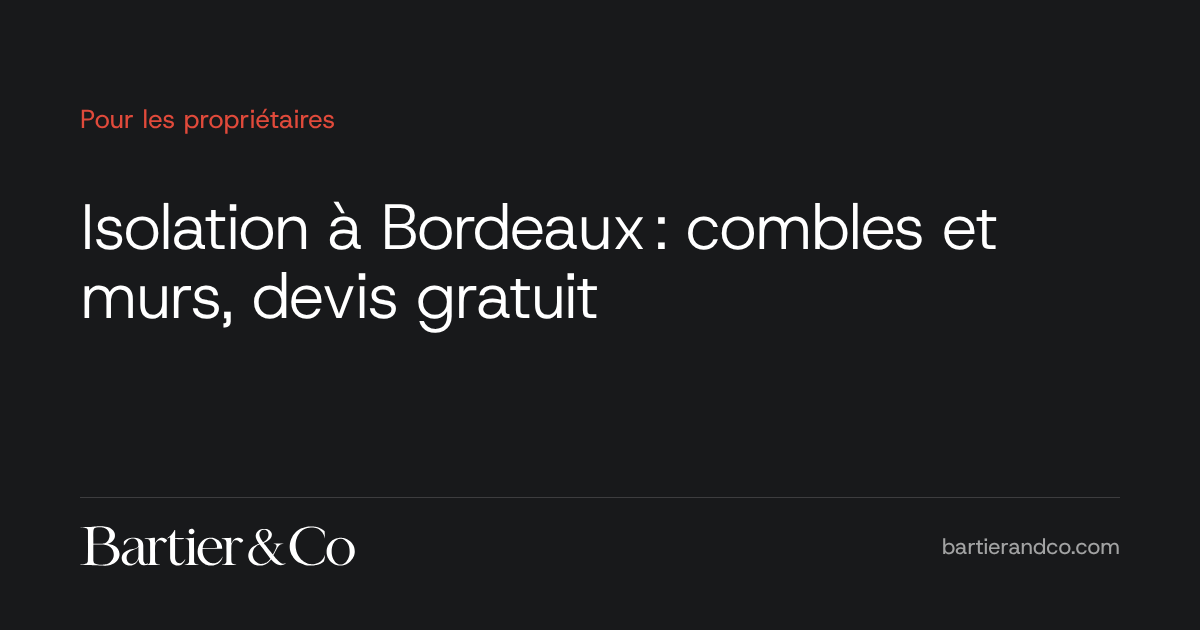 Pour les propriétaires
Isolation à Bordeaux : combles et
murs, devis gratuit
Bartier & Co
bartierandco.com